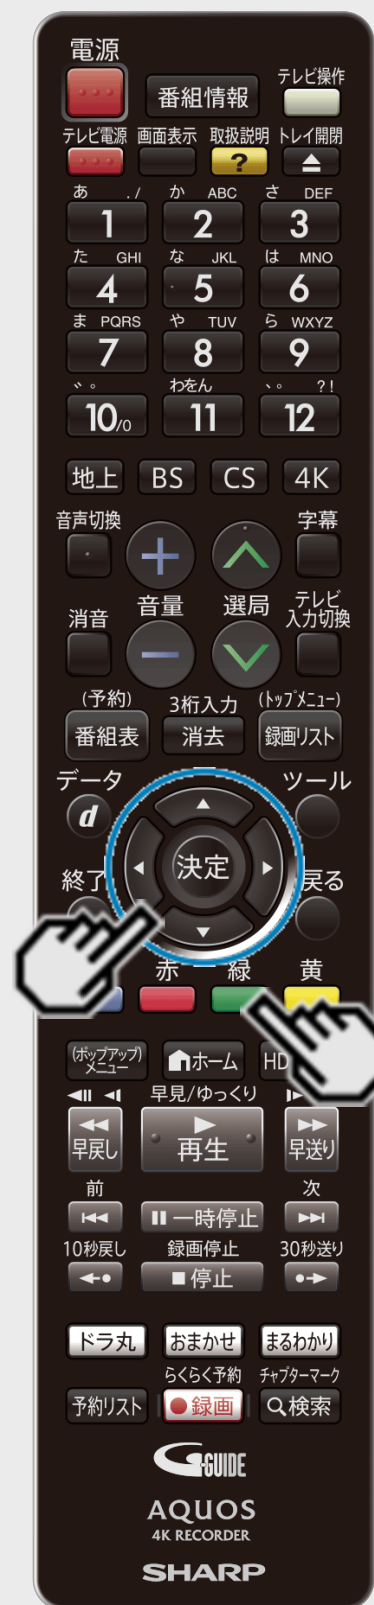 電源
番組情報
テレビ操作
テレビ電源 画面表示 取扱説明 トレイ開閉
?
あ ./ か ABC さ DEF
1 2 3
た GHI な JKL は MNO
4 5 6
ま PQRS や TUV ら WXYZ
7 8 9
゛゜ わをん 、。 ?!
10/0 11 12
地上 BS CS 4K
音声切換 字幕
+
音量 選局
消音 テレビ入力切換
−
(予約) 3桁入力 (トップメニュー)
番組表 消去 録画リスト
データ ツール
d
決定
終了 戻る
赤 緑 黄
(ポップアップ)
メニュー ホーム HD
早見/ゆっくり
早戻し 再生 早送り
前 次
一時停止
10秒戻し 録画停止 30秒送り
停止
ドラ丸 おまかせ まるわかり
らくらく予約 チャプターマーク
予約リスト 録画 検索
G-GUIDE
AQUOS
4K RECORDER
SHARP